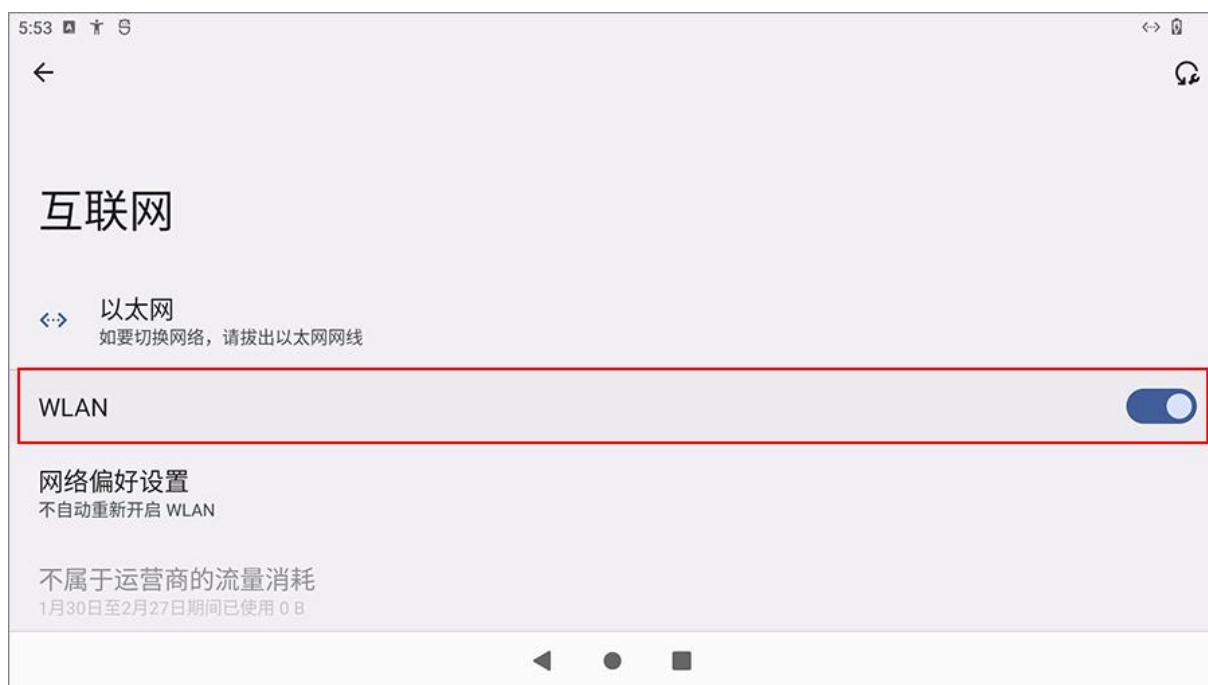 5:53
互联网
以太网
如要切换网络，请拔出以太网网线
WLAN
网络偏好设置
不自动重新开启 WLAN
不属于运营商的流量消耗
1月30日至2月27日期间已使用 0 B